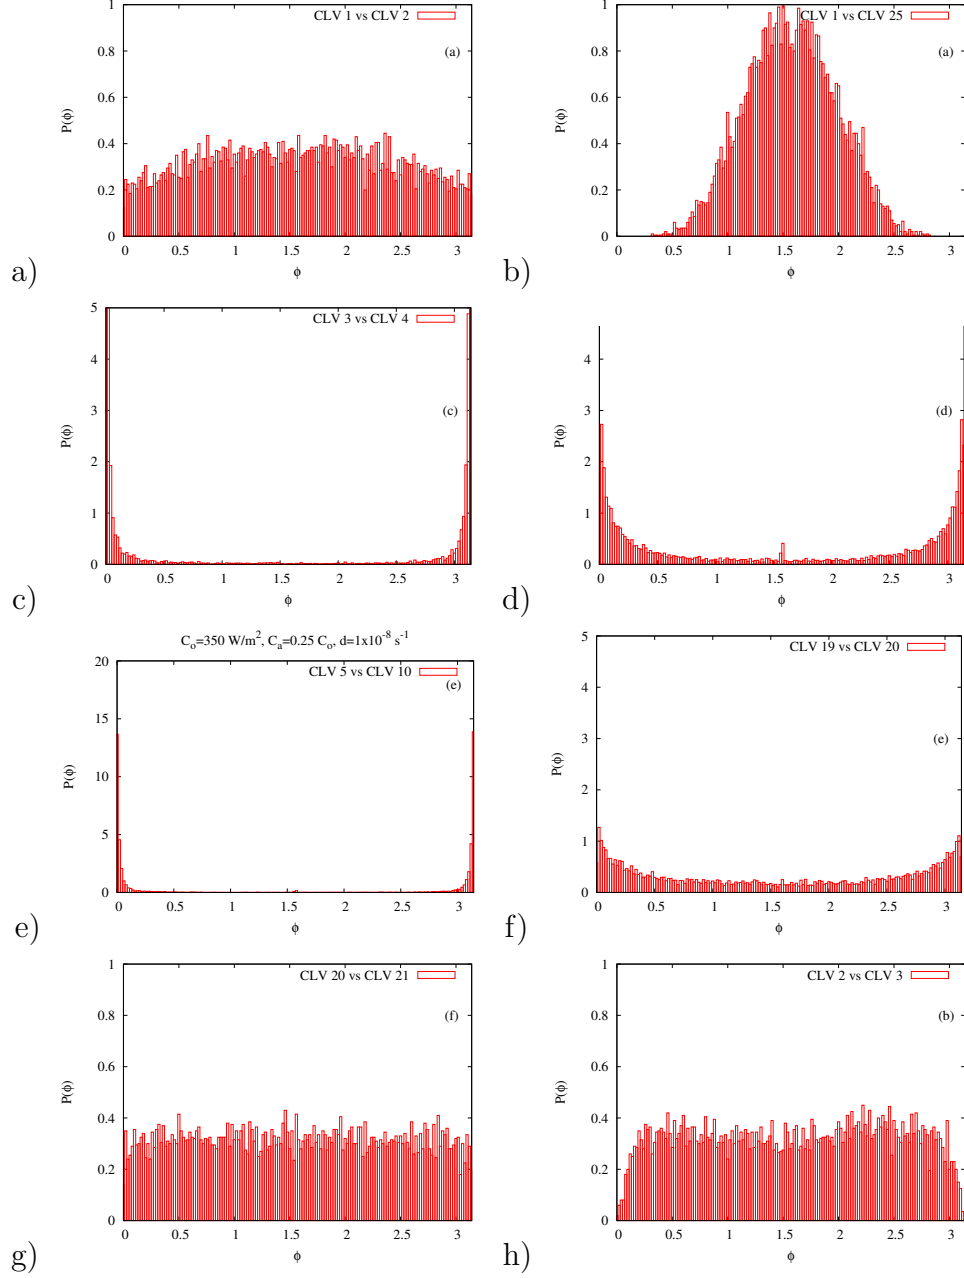 CLV 1 vs CLV 2
(a)
P(ϕ)
1
0.8
0.6
0.4
0.2
0
0 0.5 1 1.5 2 2.5 3
ϕ
a)
CLV 1 vs CLV 25
(a)
P(ϕ)
1
0.8
0.6
0.4
0.2
0
0 0.5 1 1.5 2 2.5 3
ϕ
b)
CLV 3 vs CLV 4
(c)
P(ϕ)
5
4
3
2
1
0
0 0.5 1 1.5 2 2.5 3
ϕ
c)
(d)
P(ϕ)
4
3
2
1
0
0 0.5 1 1.5 2 2.5 3
ϕ
d)
C_o=350 W/m², C_a=0.25 C_o, d=1x10⁻⁸ s⁻¹
CLV 5 vs CLV 10
(e)
P(ϕ)
20
15
10
5
0
0 0.5 1 1.5 2 2.5 3
ϕ
e)
CLV 19 vs CLV 20
(e)
P(ϕ)
5
4
3
2
1
0
0 0.5 1 1.5 2 2.5 3
ϕ
f)
CLV 20 vs CLV 21
(f)
P(ϕ)
1
0.8
0.6
0.4
0.2
0
0 0.5 1 1.5 2 2.5 3
ϕ
g)
CLV 2 vs CLV 3
(b)
P(ϕ)
1
0.8
0.6
0.4
0.2
0
0 0.5 1 1.5 2 2.5 3
ϕ
h)